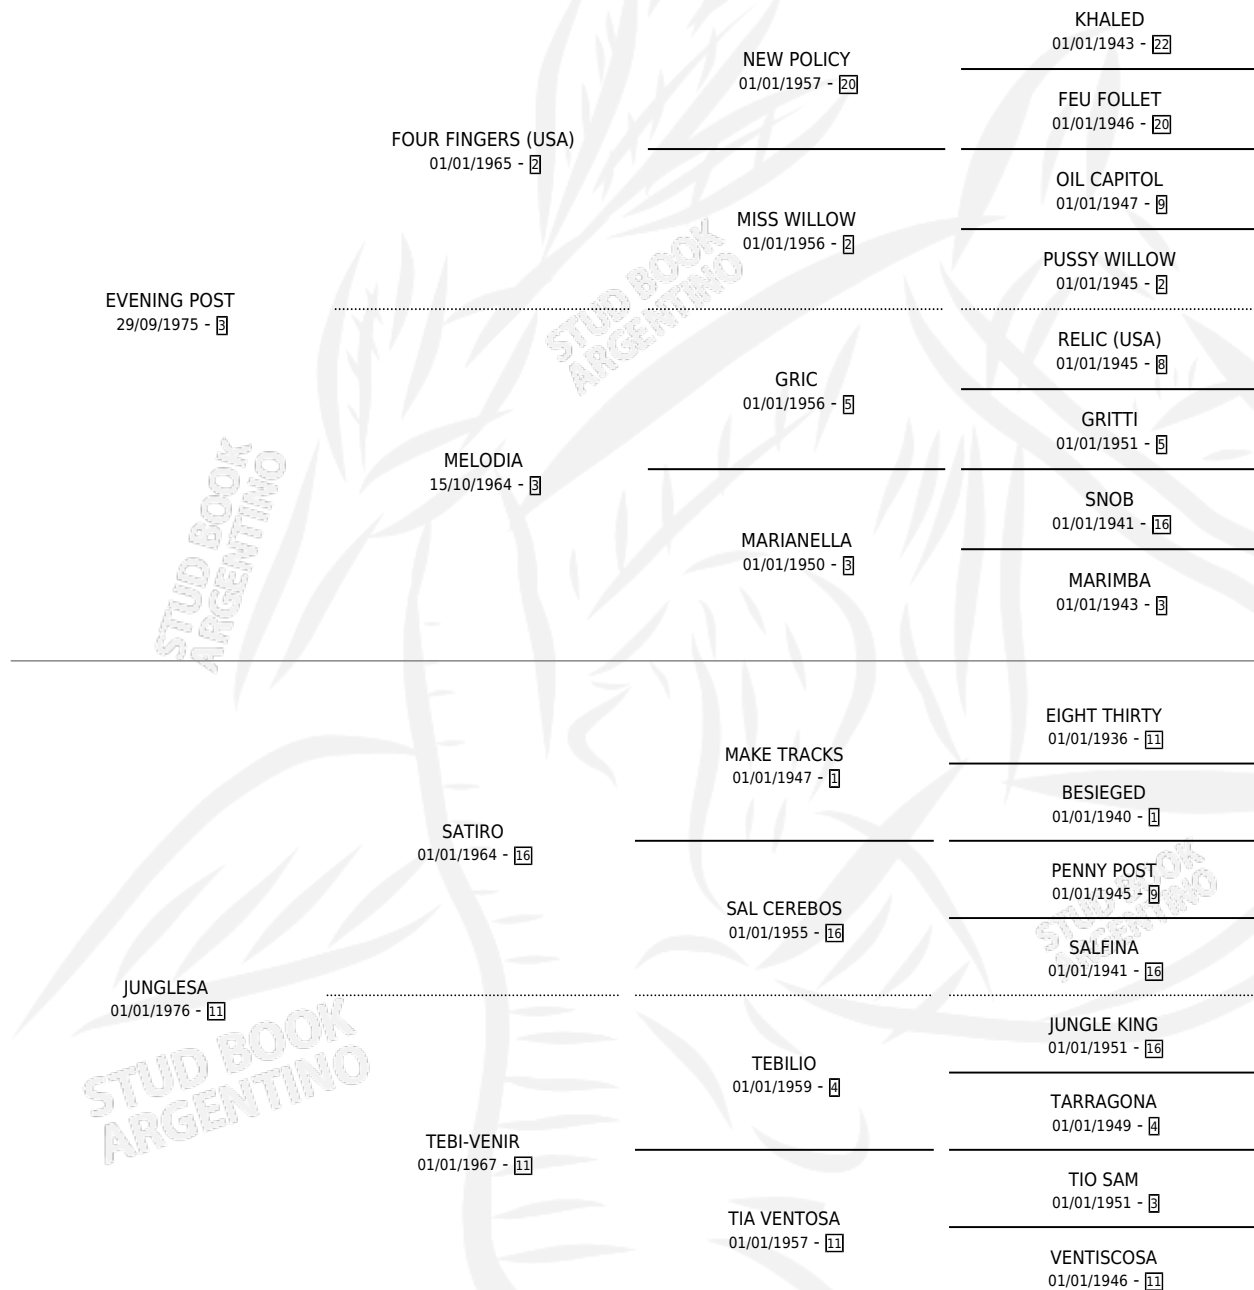 KHALED
01/01/1943 - 22
NEW POLICY
01/01/1957 - 20
FEU FOLLET
01/01/1946 - 20
FOUR FINGERS (USA)
01/01/1965 - 2
OIL CAPITOL
01/01/1947 - 9
MISS WILLOW
01/01/1956 - 2
PUSSY WILLOW
01/01/1945 - 2
EVENING POST
29/09/1975 - 3
STUD BOOK
ARGENTINO
RELIC (USA)
01/01/1945 - 8
GRIC
01/01/1956 - 5
GRITTI
01/01/1951 - 5
MELODIA
15/10/1964 - 3
SNOB
01/01/1941 - 16
MARIANELLA
01/01/1950 - 3
MARIMBA
01/01/1943 - 3
STUD BOOK
ARGENTINO
EIGHT THIRTY
01/01/1936 - 11
MAKE TRACKS
01/01/1947 - 1
BESIEGED
01/01/1940 - 1
SATIRO
01/01/1964 - 16
PENNY POST
01/01/1945 - 9
SAL CEREBOS
01/01/1955 - 16
SALFINA
01/01/1941 - 16
STUD BOOK
ARGENTINO
JUNGLESA
01/01/1976 - 11
JUNGLE KING
01/01/1951 - 16
TEBILIO
01/01/1959 - 4
TARRAGONA
01/01/1949 - 4
STUD BOOK
ARGENTINO
TEBI-VENIR
01/01/1967 - 11
TIO SAM
01/01/1951 - 3
TIA VENTOSA
01/01/1957 - 11
VENTISCOSA
01/01/1946 - 11